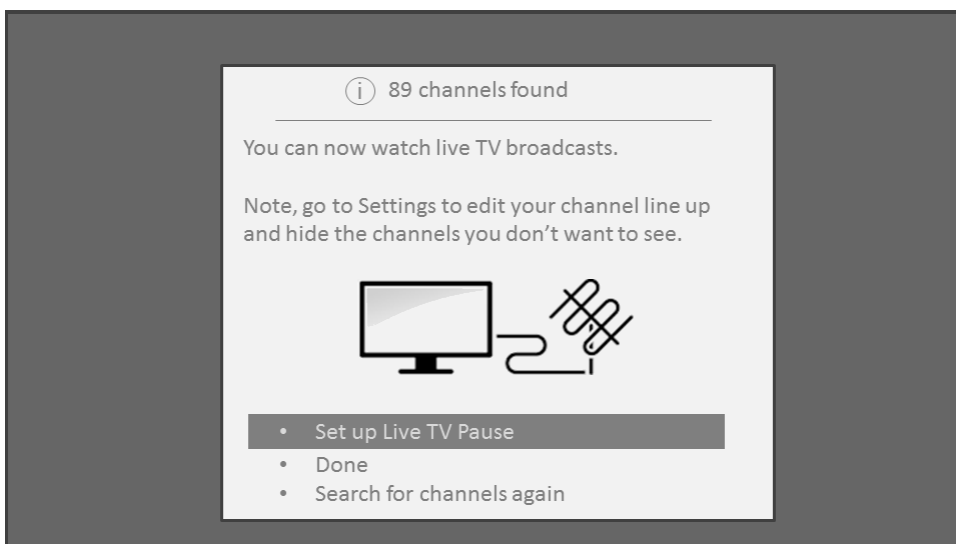 i 89 channels found
You can now watch live TV broadcasts.
Note, go to Settings to edit your channel line up
and hide the channels you don’t want to see.
• Set up Live TV Pause
• Done
• Search for channels again